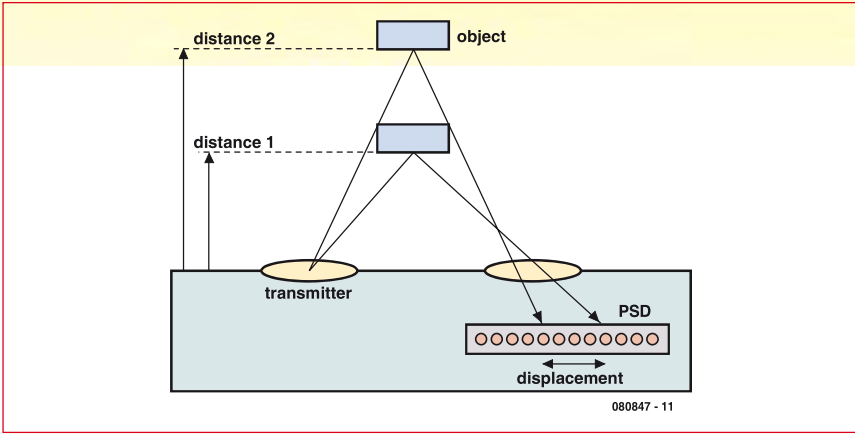 distance 2
object
distance 1
transmitter
PSD
displacement
080847 - 11